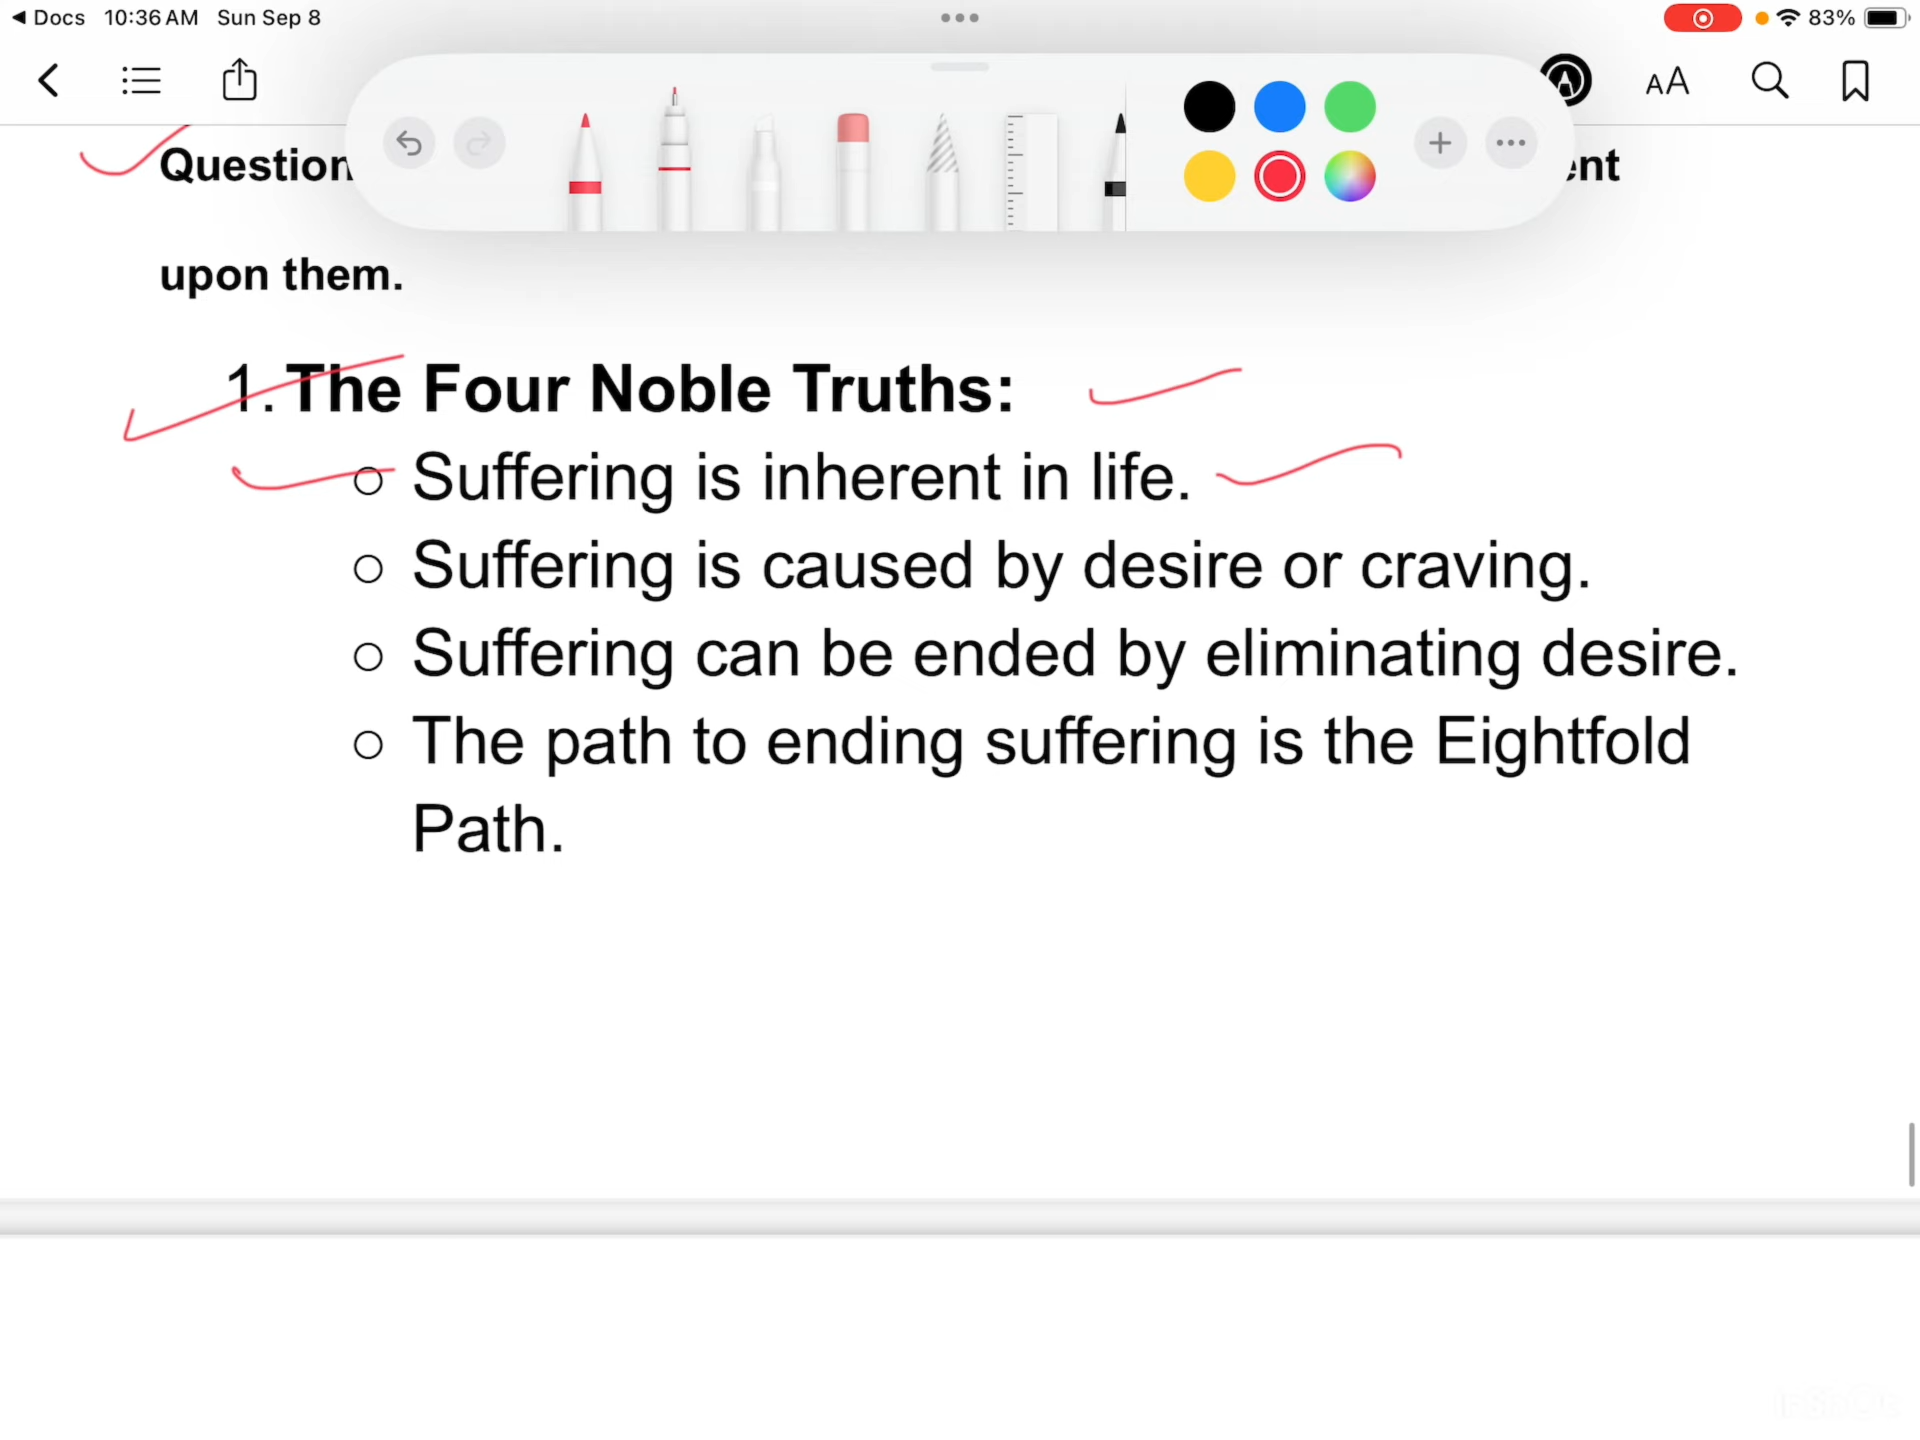 Docs 10:36 AM Sun Sep 8
83%
AA
Question
upon them.
1. The Four Noble Truths:
○ Suffering is inherent in life.
○ Suffering is caused by desire or craving.
○ Suffering can be ended by eliminating desire.
○ The path to ending suffering is the Eightfold
Path.